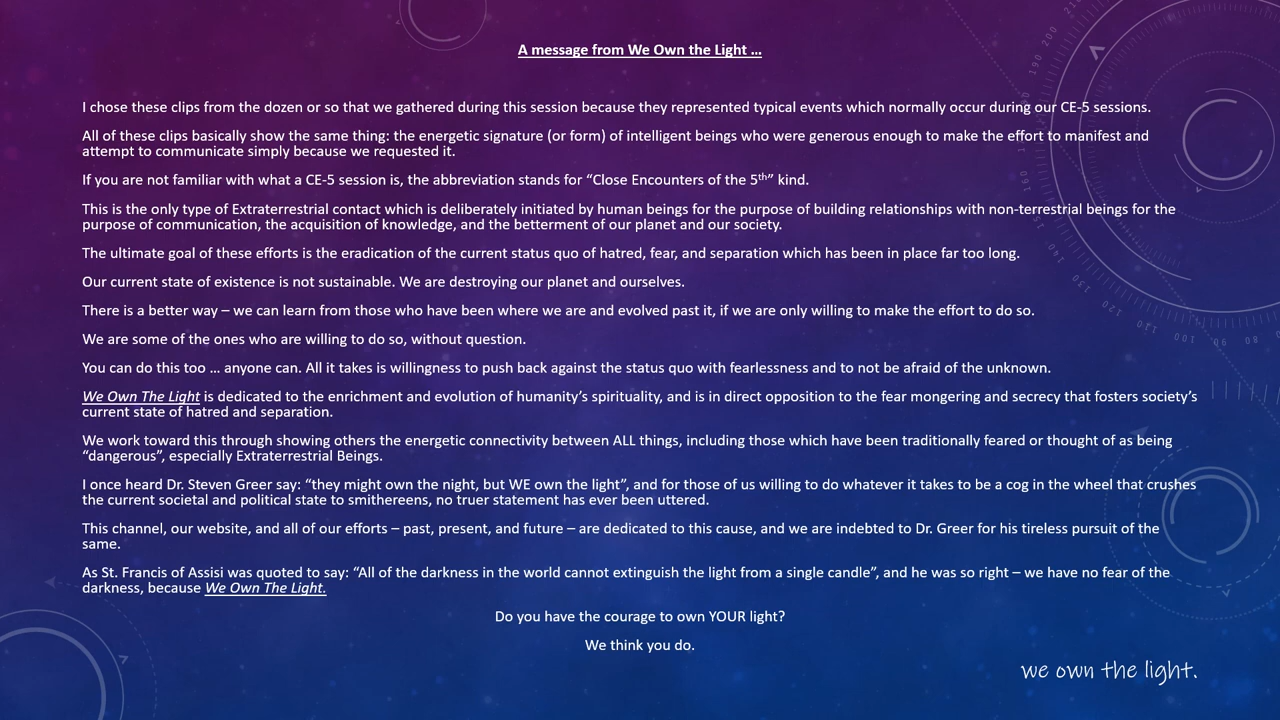 A message from We Own the Light ...
I chose these clips from the dozen or so that we gathered during this session because they represented typical events which normally occur during our CE-5 sessions.
All of these clips basically show the same thing: the energetic signature (or form) of intelligent beings who were generous enough to make the effort to manifest and
attempt to communicate simply because we requested it.
If you are not familiar with what a CE-5 session is, the abbreviation stands for “Close Encounters of the 5th” kind.
This is the only type of Extraterrestrial contact which is deliberately initiated by human beings for the purpose of building relationships with non-terrestrial beings for the
purpose of communication, the acquisition of knowledge, and the betterment of our planet and our society.
The ultimate goal of these efforts is the eradication of the current status quo of hatred, fear, and separation which has been in place far too long.
Our current state of existence is not sustainable. We are destroying our planet and ourselves.
There is a better way – we can learn from those who have been where we are and evolved past it, if we are only willing to make the effort to do so.
We are some of the ones who are willing to do so, without question.
You can do this too ... anyone can. All it takes is willingness to push back against the status quo with fearlessness and to not be afraid of the unknown.
We Own The Light is dedicated to the enrichment and evolution of humanity’s spirituality, and is in direct opposition to the fear mongering and secrecy that fosters society’s
current state of hatred and separation.
We work toward this through showing others the energetic connectivity between ALL things, including those which have been traditionally feared or thought of as being
“dangerous”, especially Extraterrestrial Beings.
I once heard Dr. Steven Greer say: “they might own the night, but WE own the light”, and for those of us willing to do whatever it takes to be a cog in the wheel that crushes
the current societal and political state to smithereens, no truer statement has ever been uttered.
This channel, our website, and all of our efforts – past, present, and future – are dedicated to this cause, and we are indebted to Dr. Greer for his tireless pursuit of the
same.
As St. Francis of Assisi was quoted to say: “All of the darkness in the world cannot extinguish the light from a single candle”, and he was so right – we have no fear of the
darkness, because We Own The Light.
Do you have the courage to own YOUR light?
We think you do.
we own the light.
210
200
190
160
150
130
120
110
100
90
80